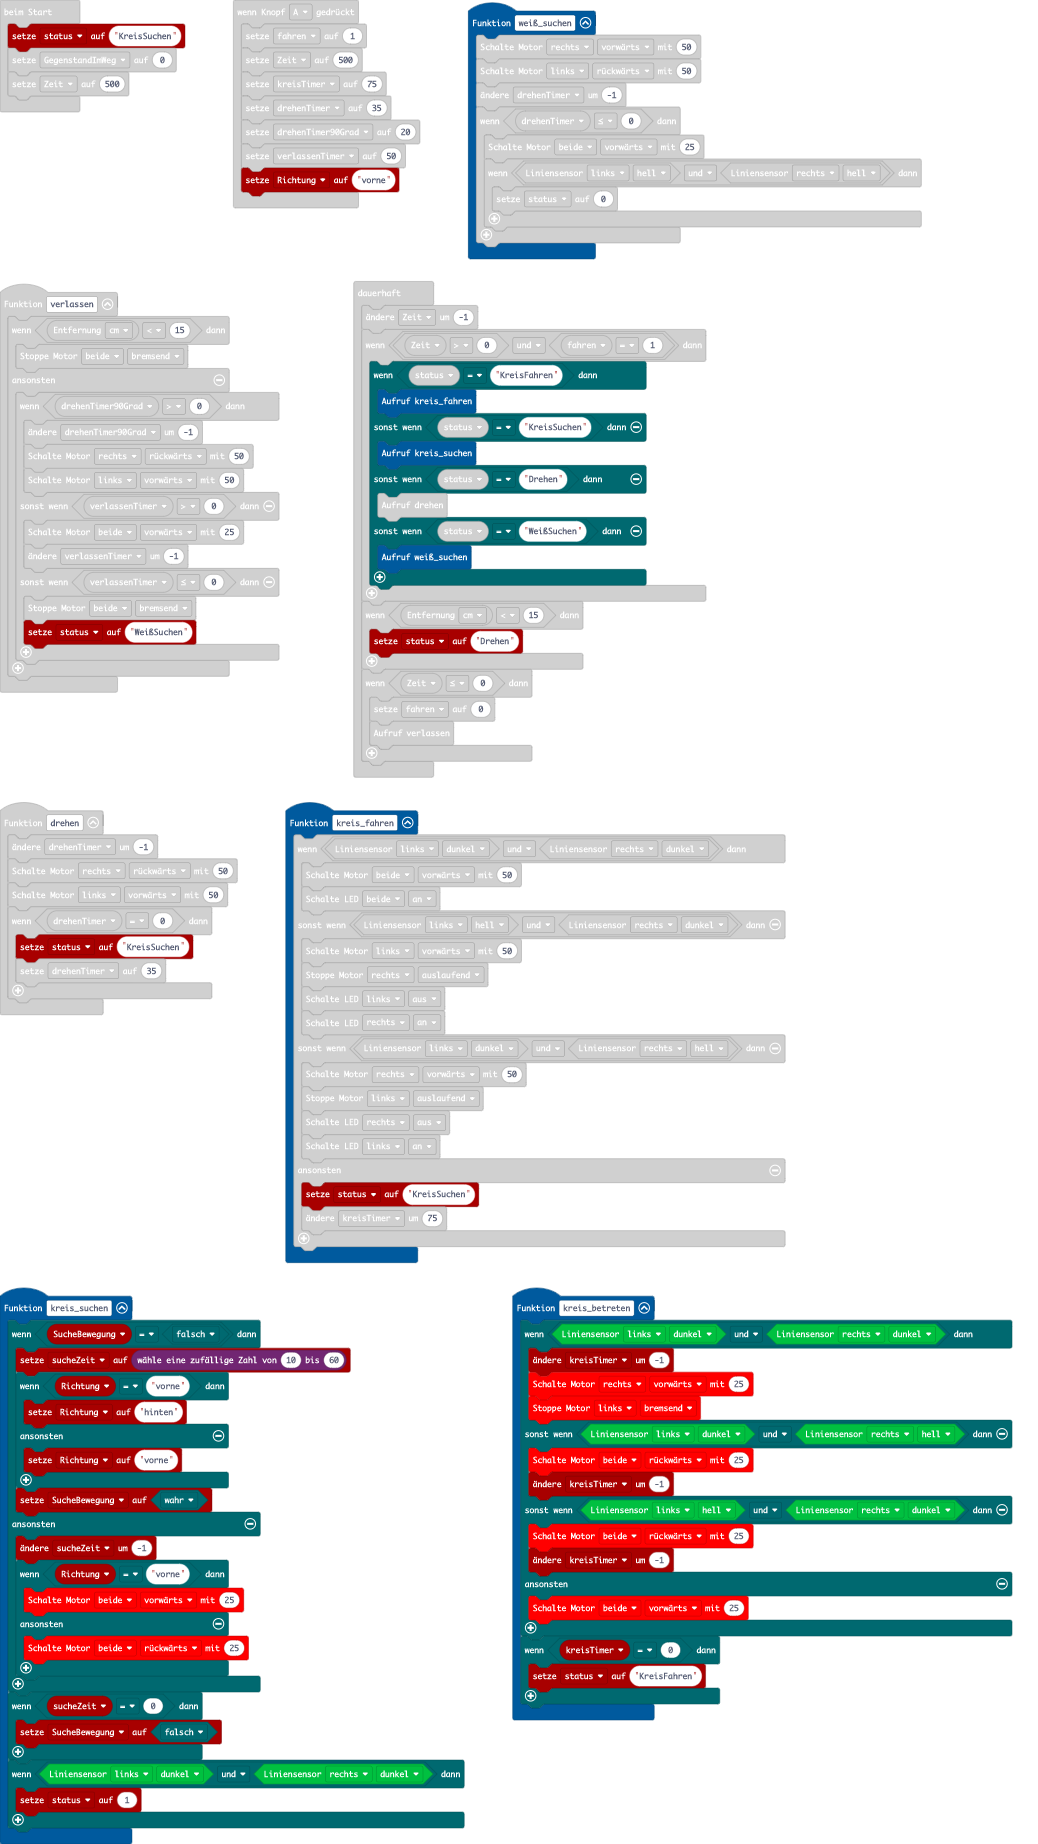 beim Start
setze status auf "KreisSuchen"
setze GegenstandInWeg auf 0
setze Zeit auf 500
wenn Knopf A gedrückt
setze fahren auf 1
setze Zeit auf 500
setze kreisTimer auf 75
setze drehenTimer auf 35
setze drehenTimer90Grad auf 20
setze verlassenTimer auf 50
setze Richtung auf "vorne"
Funktion weiß_suchen
Schalte Motor rechts vorwärts mit 50
Schalte Motor links rückwärts mit 50
ändere drehenTimer um -1
wenn drehenTimer ≤ 0 dann
Schalte Motor beide vorwärts mit 25
wenn Liniensensor links hell und Liniensensor rechts hell dann
setze status auf 0
Funktion verlassen
wenn Entfernung cm < 15 dann
Stoppe Motor beide bremsend
ansonsten
wenn drehenTimer90Grad > 0 dann
ändere drehenTimer90Grad um -1
Schalte Motor rechts rückwärts mit 50
Schalte Motor links vorwärts mit 50
sonst wenn verlassenTimer > 0 dann
Schalte Motor beide vorwärts mit 25
ändere verlassenTimer um -1
sonst wenn verlassenTimer ≤ 0 dann
Stoppe Motor beide bremsend
setze status auf "WeißSuchen"
dauerhaft
ändere Zeit um -1
wenn Zeit > 0 und fahren = 1 dann
wenn status = "KreisFahren" dann
Aufruf kreis_fahren
sonst wenn status = "KreisSuchen" dann
Aufruf kreis_suchen
sonst wenn status = "Drehen" dann
Aufruf drehen
sonst wenn status = "WeißSuchen" dann
Aufruf weiß_suchen
wenn Entfernung cm < 15 dann
setze status auf "Drehen"
wenn Zeit ≤ 0 dann
setze fahren auf 0
Aufruf verlassen
Funktion drehen
ändere drehenTimer um -1
Schalte Motor rechts rückwärts mit 50
Schalte Motor links vorwärts mit 50
wenn drehenTimer = 0 dann
setze status auf "KreisSuchen"
setze drehenTimer auf 35
Funktion kreis_fahren
wenn Liniensensor links dunkel und Liniensensor rechts dunkel dann
Schalte Motor beide vorwärts mit 50
Schalte LED beide an
sonst wenn Liniensensor links hell und Liniensensor rechts dunkel dann
Schalte Motor links vorwärts mit 50
Stoppe Motor rechts auslaufend
Schalte LED links aus
Schalte LED rechts an
sonst wenn Liniensensor links dunkel und Liniensensor rechts hell dann
Schalte Motor rechts vorwärts mit 50
Stoppe Motor links auslaufend
Schalte LED rechts aus
Schalte LED links an
ansonsten
setze status auf "KreisSuchen"
ändere kreisTimer um 75
Funktion kreis_suchen
wenn SucheBewegung = falsch dann
setze sucheZeit auf wähle eine zufällige Zahl von 10 bis 60
wenn Richtung = "vorne" dann
setze Richtung auf "hinten"
ansonsten
setze Richtung auf "vorne"
setze SucheBewegung auf wahr
ansonsten
ändere sucheZeit um -1
wenn Richtung = "vorne" dann
Schalte Motor beide vorwärts mit 25
ansonsten
Schalte Motor beide rückwärts mit 25
wenn sucheZeit = 0 dann
setze SucheBewegung auf falsch
wenn Liniensensor links dunkel und Liniensensor rechts dunkel dann
setze status auf 1
Funktion kreis_betreten
wenn Liniensensor links dunkel und Liniensensor rechts dunkel dann
ändere kreisTimer um -1
Schalte Motor rechts vorwärts mit 25
Stoppe Motor links bremsend
sonst wenn Liniensensor links dunkel und Liniensensor rechts hell dann
Schalte Motor beide rückwärts mit 25
ändere kreisTimer um -1
sonst wenn Liniensensor links hell und Liniensensor rechts dunkel dann
Schalte Motor beide rückwärts mit 25
ändere kreisTimer um -1
ansonsten
Schalte Motor beide vorwärts mit 25
wenn kreisTimer = 0 dann
setze status auf "KreisFahren"